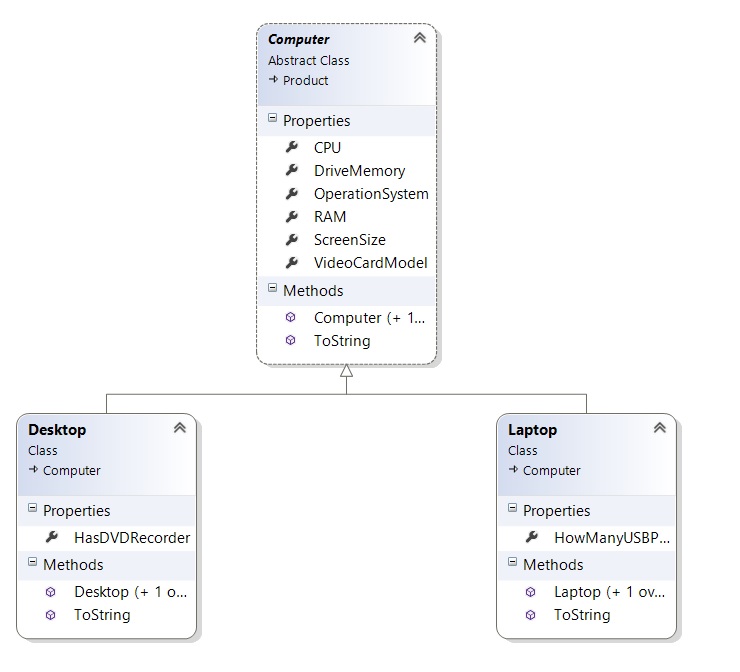 Computer
Abstract Class
Product
Properties
CPU
DriveMemory
OperationSystem
RAM
ScreenSize
VideoCardModel
Methods
Computer (+ 1...
ToString
Desktop
Class
Computer
Properties
HasDVDRecorder
Methods
Desktop (+ 1 o...
ToString
Laptop
Class
Computer
Properties
HowManyUSBP...
Methods
Laptop (+ 1 ov...
ToString